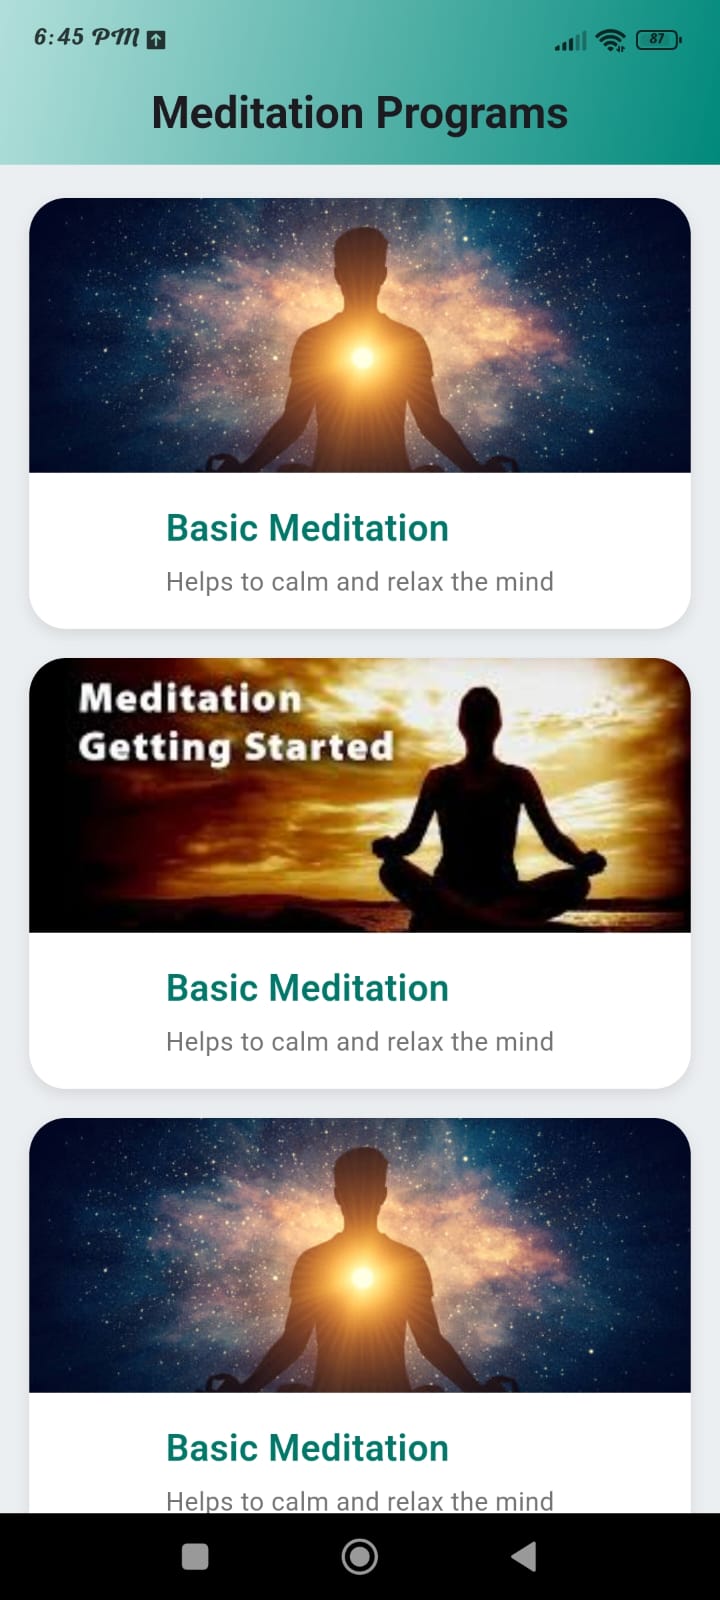 6:45 PM
87
Meditation Programs
Basic Meditation
Helps to calm and relax the mind
Meditation
Getting Started
Basic Meditation
Helps to calm and relax the mind
Basic Meditation
Helps to calm and relax the mind